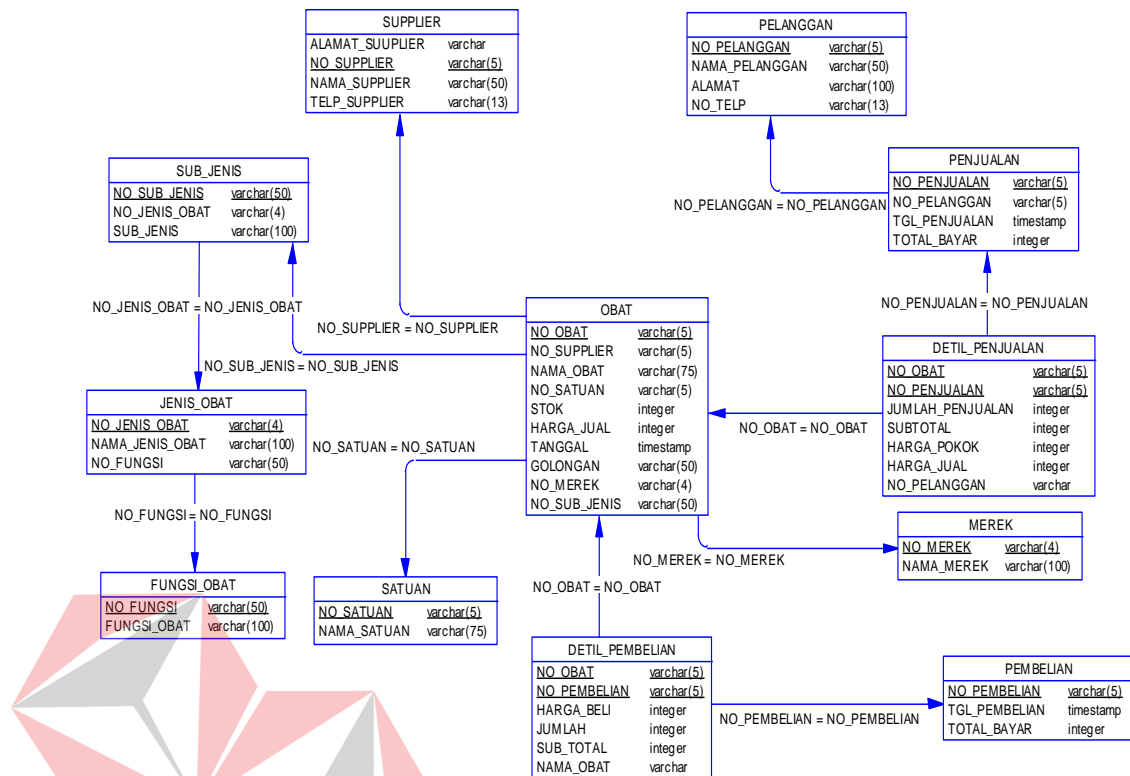 SUPPLIER
ALAMAT_SUUPLIER varchar
NO_SUPPLIER varchar(5)
NAMA_SUPPLIER varchar(50)
TELP_SUPPLIER varchar(13)
PELANGGAN
NO_PELANGGAN varchar(5)
NAMA_PELANGGAN varchar(50)
ALAMAT varchar(100)
NO_TELP varchar(13)
SUB_JENIS
NO_SUB_JENIS varchar(50)
NO_JENIS_OBAT varchar(4)
SUB_JENIS varchar(100)
PENJUALAN
NO_PENJUALAN varchar(5)
NO_PELANGGAN varchar(5)
TGL_PENJUALAN timestamp
TOTAL_BAYAR integer
NO_PELANGGAN = NO_PELANGGAN
NO_JENIS_OBAT = NO_JENIS_OBAT
NO_SUPPLIER = NO_SUPPLIER
NO_PENJUALAN = NO_PENJUALAN
NO_SUB_JENIS = NO_SUB_JENIS
OBAT
NO_OBAT varchar(5)
NO_SUPPLIER varchar(5)
NAMA_OBAT varchar(75)
NO_SATUAN varchar(5)
STOK integer
HARGA_JUAL integer
TANGGAL timestamp
GOLONGAN varchar(50)
NO_MEREK varchar(4)
NO_SUB_JENIS varchar(50)
DETIL_PENJUALAN
NO_OBAT varchar(5)
NO_PENJUALAN varchar(5)
JUMLAH_PENJUALAN integer
SUBTOTAL integer
HARGA_POKOK integer
HARGA_JUAL integer
NO_PELANGGAN varchar
JENIS_OBAT
NO_JENIS_OBAT varchar(4)
NAMA_JENIS_OBAT varchar(100)
NO_FUNGSI varchar(50)
NO_OBAT = NO_OBAT
NO_SATUAN = NO_SATUAN
NO_FUNGSI = NO_FUNGSI
MEREK
NO_MEREK varchar(4)
NAMA_MEREK varchar(100)
NO_MEREK = NO_MEREK
FUNGSI_OBAT
NO_FUNGSI varchar(50)
FUNGSI_OBAT varchar(100)
SATUAN
NO_SATUAN varchar(5)
NAMA_SATUAN varchar(75)
NO_OBAT = NO_OBAT
DETIL_PEMBELIAN
NO_OBAT varchar(5)
NO_PEMBELIAN varchar(5)
HARGA_BELI integer
JUMLAH integer
SUB_TOTAL integer
NAMA_OBAT varchar
NO_PEMBELIAN = NO_PEMBELIAN
PEMBELIAN
NO_PEMBELIAN varchar(5)
TGL_PEMBELIAN timestamp
TOTAL_BAYAR integer